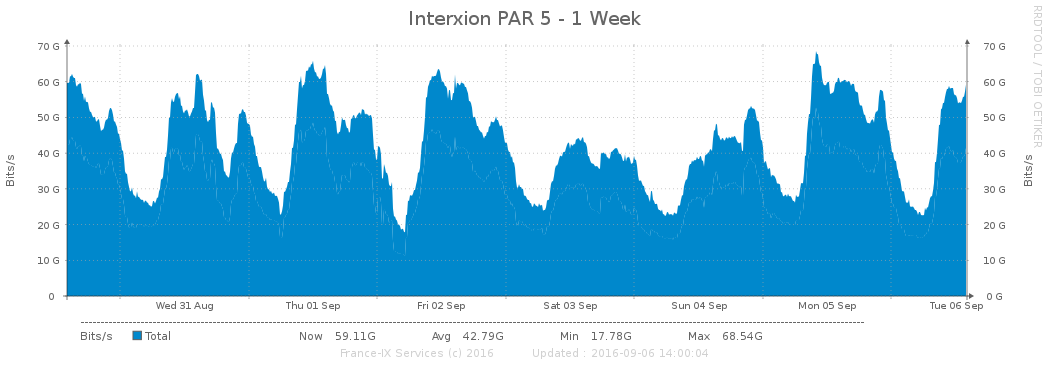 Interxion PAR 5 - 1 Week
RRDTOOL / TOBI OETIKER
Bits/s
70 G 70 G
60 G 60 G
50 G 50 G
40 G 40 G
30 G 30 G
20 G 20 G
10 G 10 G
0 0 G
Bits/s
Wed 31 Aug Thu 01 Sep Fri 02 Sep Sat 03 Sep Sun 04 Sep Mon 05 Sep Tue 06 Sep
Bits/s Total Now 59.11G Avg 42.79G Min 17.78G Max 68.54G
France-IX Services (c) 2016 Updated : 2016-09-06 14:00:04